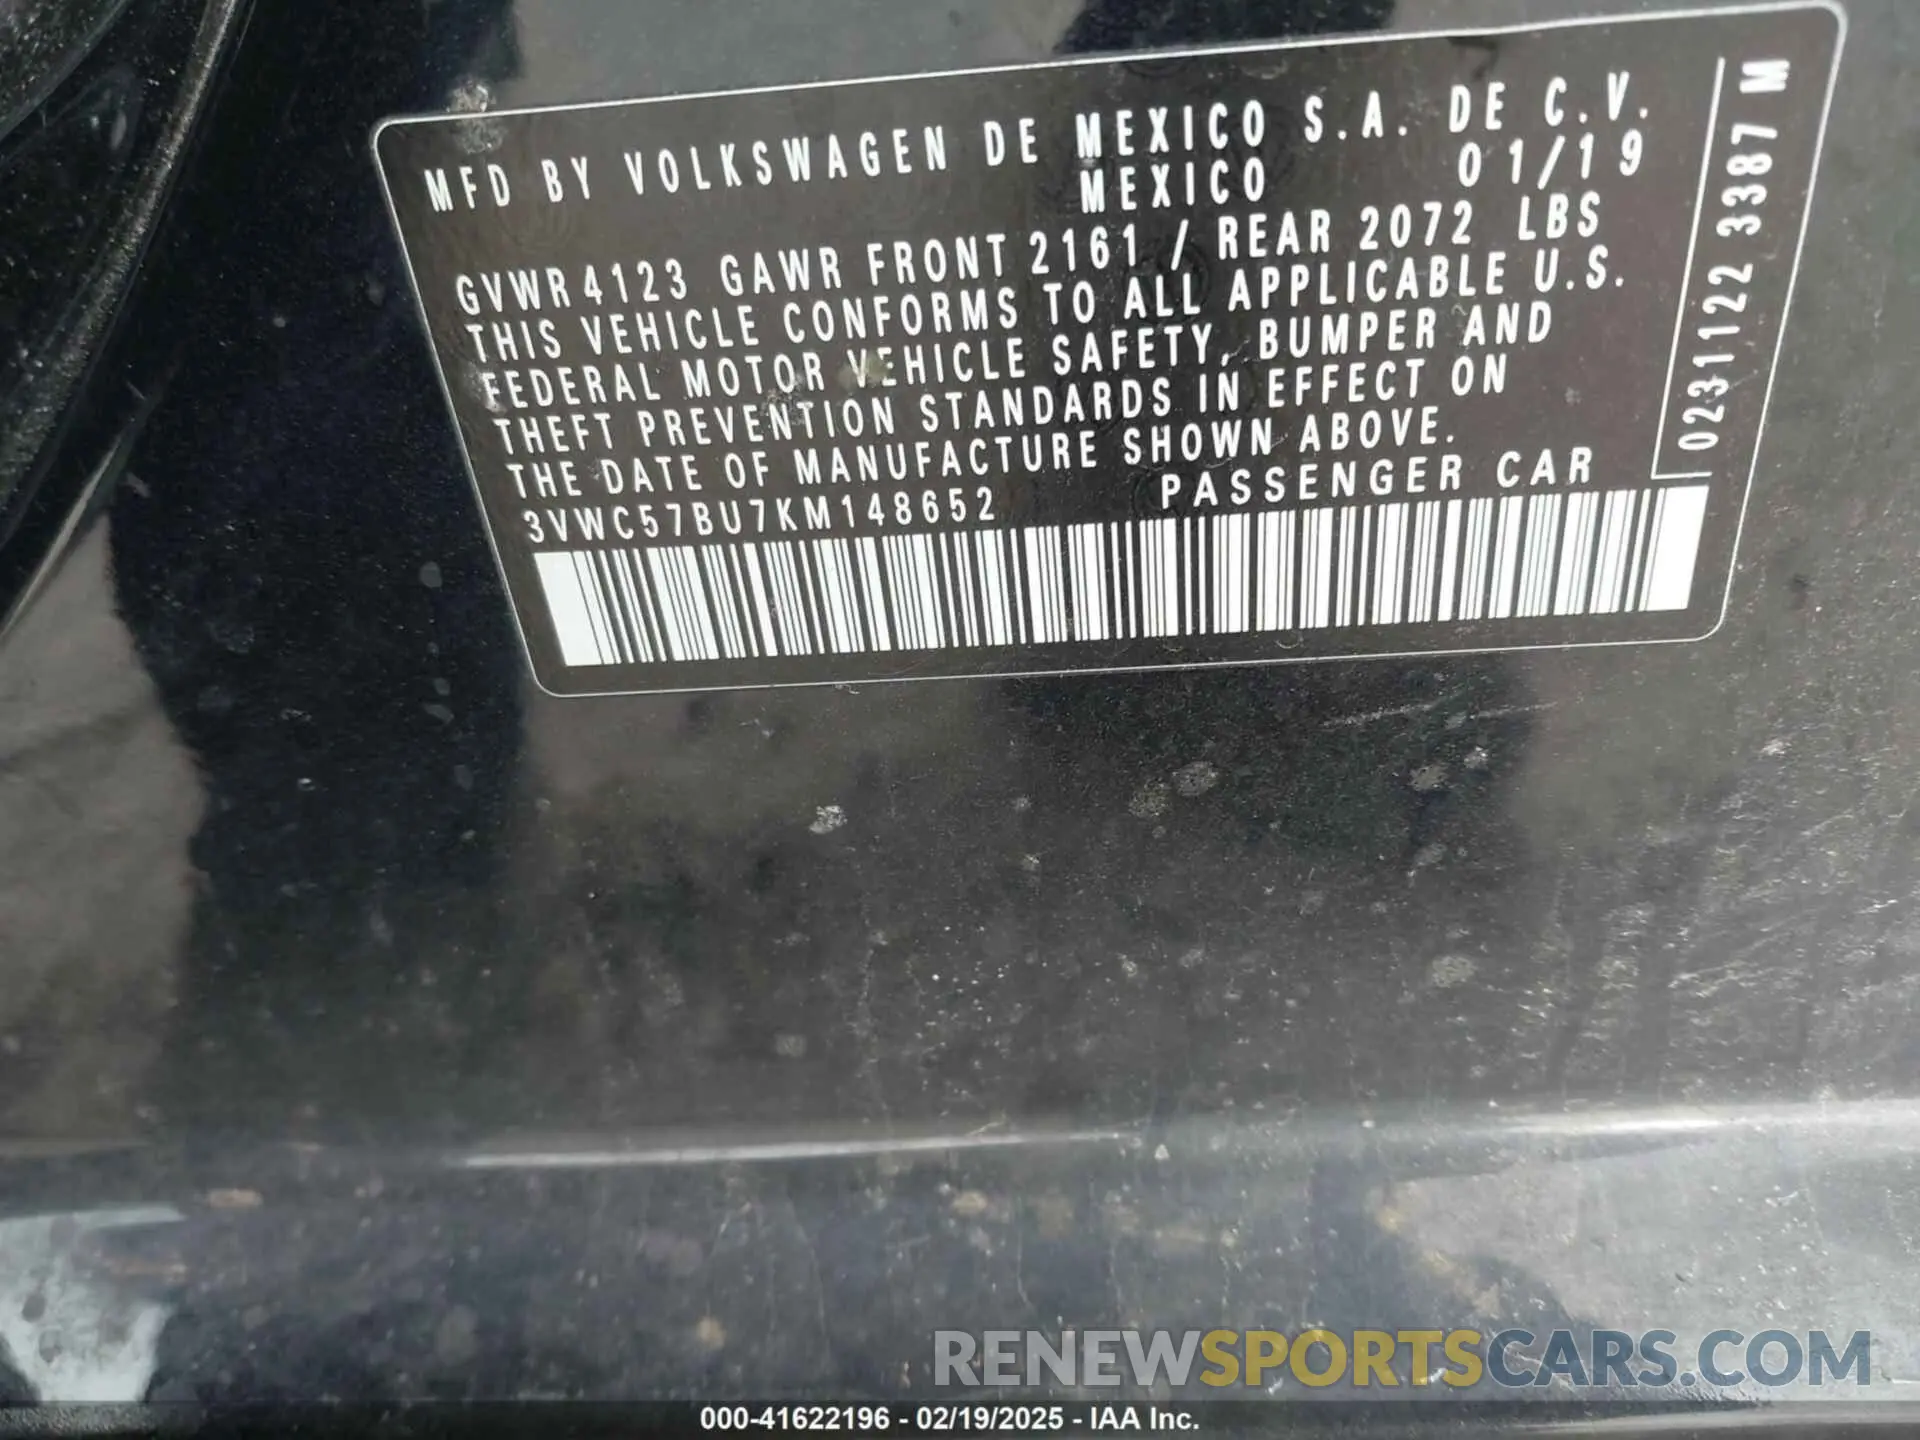 MFD BY VOLKSWAGEN DE MEXICO S.A. DE C.V.
MEXICO 01/19
GVWR 4123 GAWR FRONT 2161 / REAR 2072 LBS
THIS VEHICLE CONFORMS TO ALL APPLICABLE U.S.
FEDERAL MOTOR VEHICLE SAFETY, BUMPER AND
THEFT PREVENTION STANDARDS IN EFFECT ON
THE DATE OF MANUFACTURE SHOWN ABOVE.
3VWC57BU7KM148652 PASSENGER CAR
0231122 3387 M
RENEWSPORTSCARS.COM
000-41622196 - 02/19/2025 - IAA Inc.